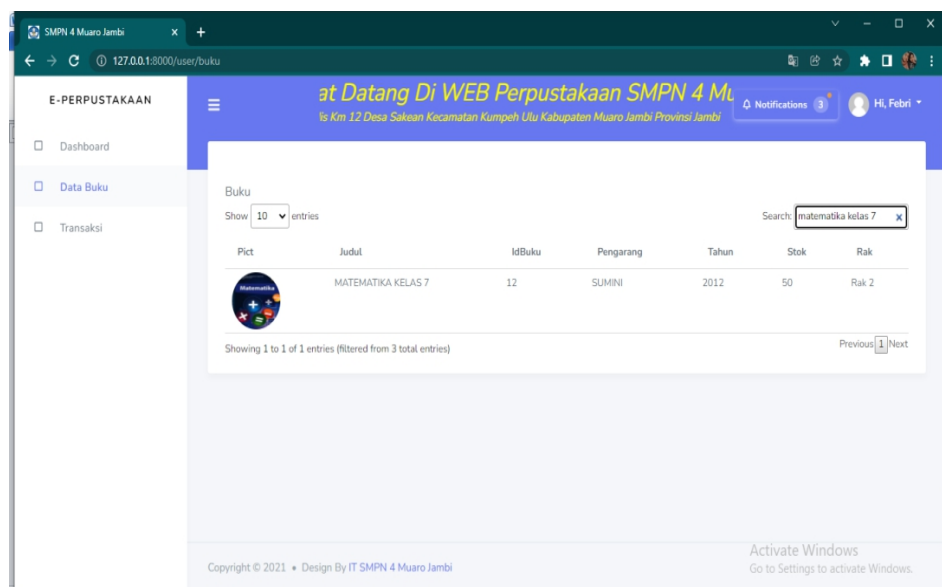 SMPN 4 Muaro Jambi
127.0.0.1:8000/user/buku
E-PERPUSTAKAAN
at Datang Di WEB Perpustakaan SMPN 4 Mu
Km 12 Desa Sakean Kecamatan Kumpeh Ulu Kabupaten Muaro Jambi Provinsi Jambi
Notifications 3
Hi, Febri
Dashboard
Data Buku
Transaksi
Buku
Show 10 entries
Search: matematika kelas 7 x
Pict Judul IdBuku Pengarang Tahun Stok Rak
Matematika
MATEMATIKA KELAS 7 12 SUMINI 2012 50 Rak 2
Showing 1 to 1 of 1 entries (filtered from 3 total entries)
Previous 1 Next
Copyright © 2021 • Design By IT SMPN 4 Muaro Jambi
Activate Windows
Go to Settings to activate Windows.